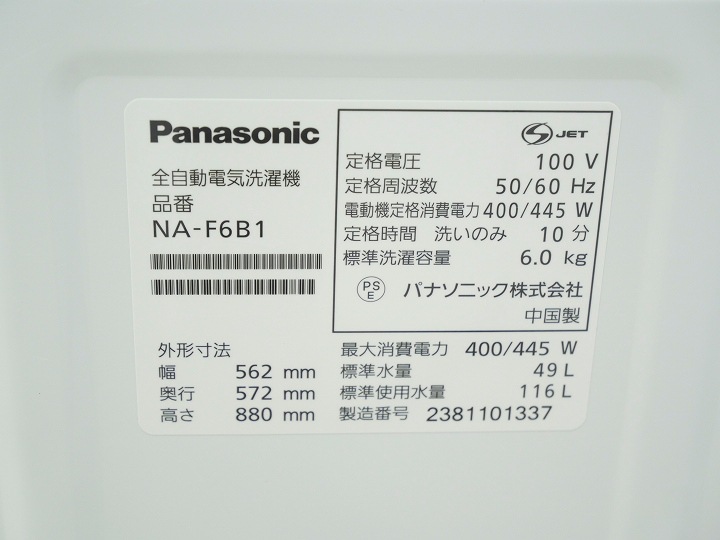 Panasonic
全自動電気洗濯機
品番
NA-F6B1
外形寸法
幅 562 mm
奥行 572 mm
高さ 880 mm
S JET
定格電圧 100 V
定格周波数 50/60 Hz
電動機定格消費電力 400/445 W
定格時間 洗いのみ 10 分
標準洗濯容量 6.0 kg
PS E パナソニック株式会社
中国製
最大消費電力 400/445 W
標準水量 49 L
標準使用水量 116 L
製造番号 2381101337